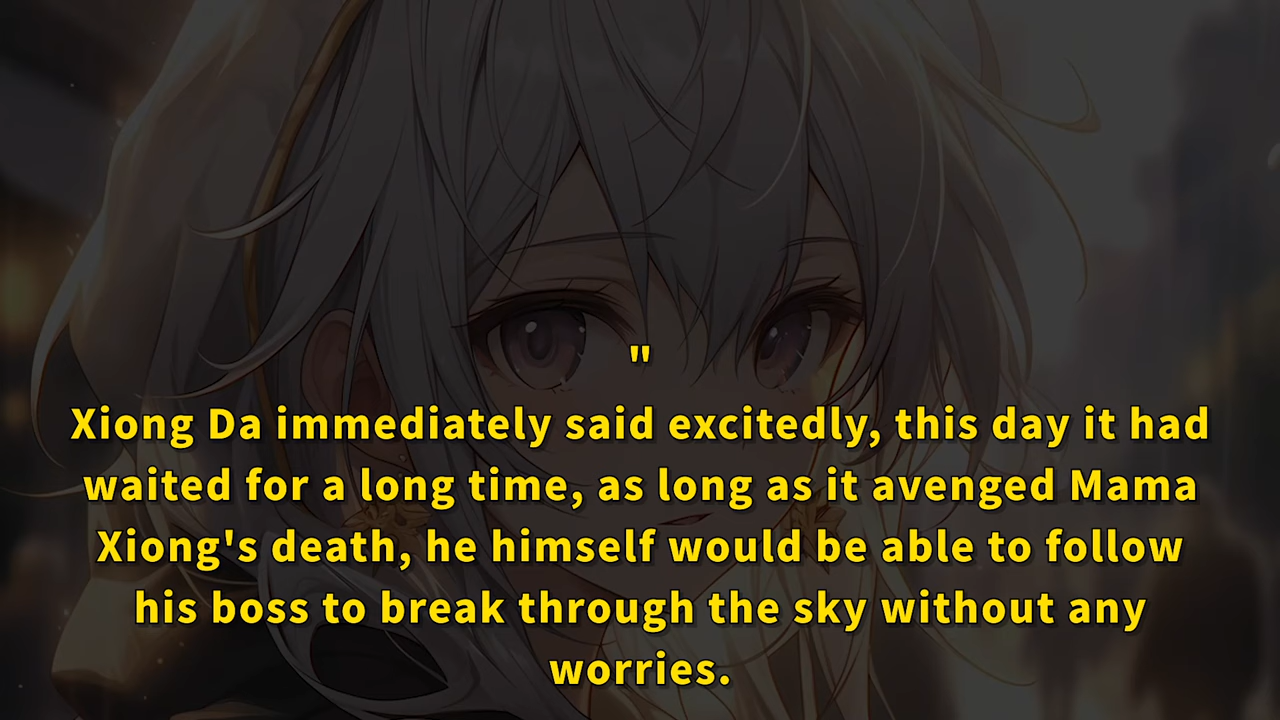 "
Xiong Da immediately said excitedly, this day it had
waited for a long time, as long as it avenged Mama
Xiong's death, he himself would be able to follow
his boss to break through the sky without any
worries.